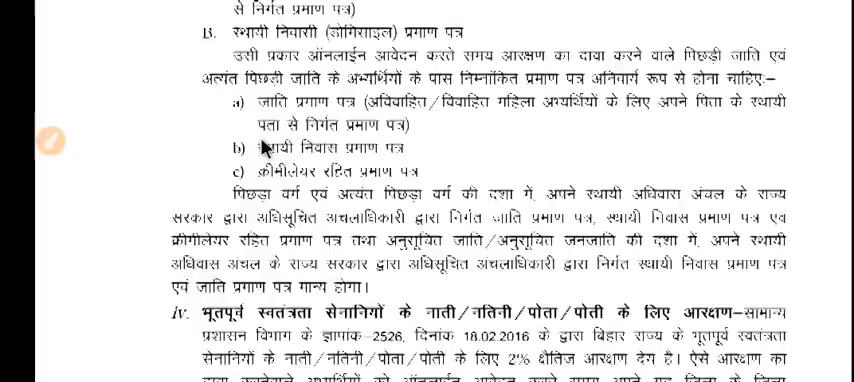 से निर्गत प्रमाण पत्र)
B. स्थायी निवासी (डोमिसाइल) प्रमाण पत्र
उसी प्रकार ऑनलाईन आवेदन करते समय आरक्षण का दावा करने वाले पिछड़ी जाति एवं
अत्यंत पिछड़ी जाति के अभ्यर्थियों के पास निम्नांकित प्रमाण पत्र अनिवार्य रूप से होना चाहिए:–
a) जाति प्रमाण पत्र (अविवाहित/विवाहित महिला अभ्यर्थियों के लिए अपने पिता के स्थायी
पता से निर्गत प्रमाण पत्र)
b) स्थायी निवास प्रमाण पत्र
c) क्रीमीलेयर रहित प्रमाण पत्र
पिछड़ा वर्ग एवं अत्यंत पिछड़ा वर्ग की दशा में, अपने स्थायी अधिवास अंचल के राज्य
सरकार द्वारा अधिसूचित अंचलाधिकारी द्वारा निर्गत जाति प्रमाण पत्र, स्थायी निवास प्रमाण पत्र एवं
क्रीमीलेयर रहित प्रमाण पत्र तथा अनुसूचित जाति/अनुसूचित जनजाति की दशा में, अपने स्थायी
अधिवास अंचल के राज्य सरकार द्वारा अधिसूचित अंचलाधिकारी द्वारा निर्गत स्थायी निवास प्रमाण पत्र
एवं जाति प्रमाण पत्र मान्य होगा।
iv. भूतपूर्व स्वतंत्रता सेनानियों के नाती/नतिनी/पोता/पोती के लिए आरक्षण–सामान्य
प्रशासन विभाग के ज्ञापांक–2526, दिनांक 18.02.2016 के द्वारा बिहार राज्य के भूतपूर्व स्वतंत्रता
सेनानियों के नाती/नतिनी/पोता/पोती के लिए 2% क्षैतिज आरक्षण देय है। ऐसे आरक्षण का